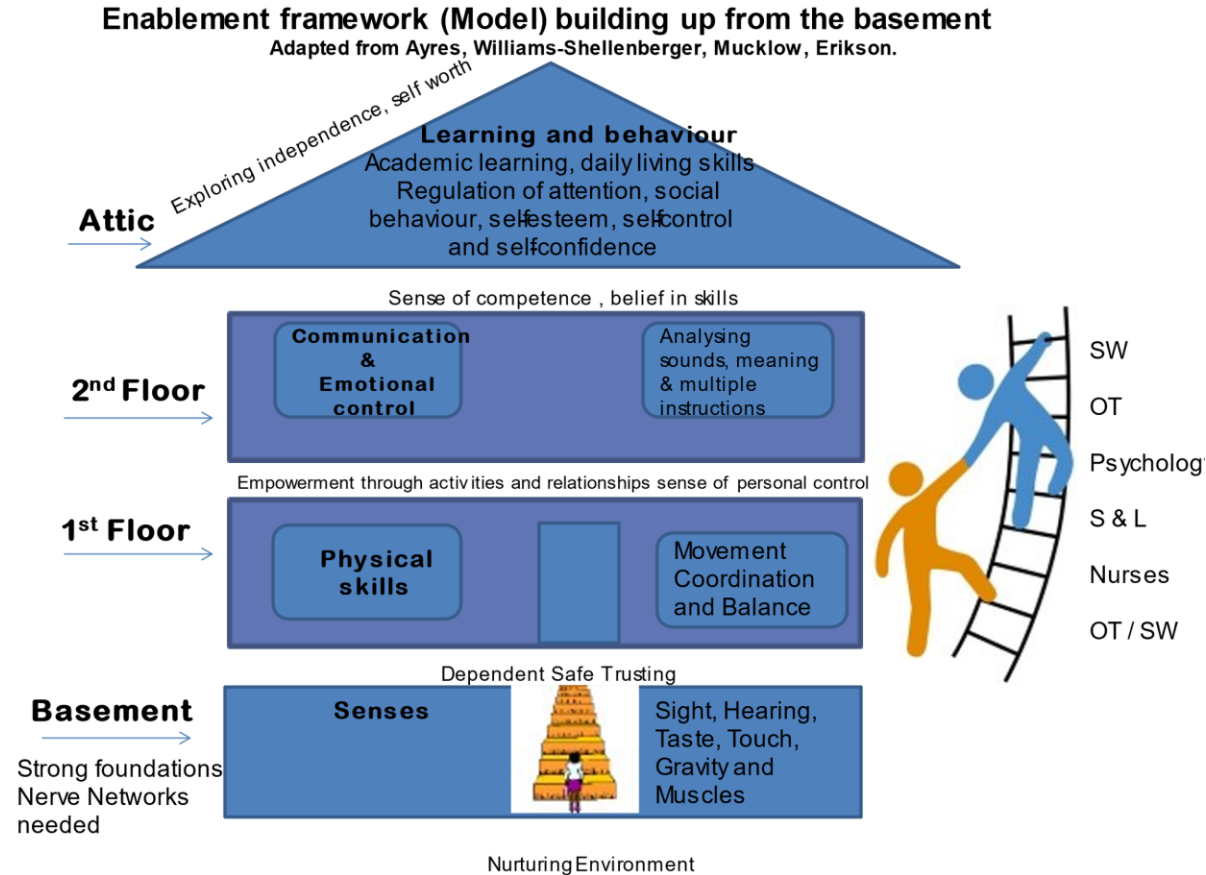 Enablement framework (Model) building up from the basement
Adapted from Ayres, Williams-Shellenberger, Mucklow, Erikson.
Exploring independence, self worth
Learning and behaviour
Academic learning, daily living skills
Regulation of attention, social
behaviour, self-esteem, self-control
and self-confidence
Attic
Sense of competence , belief in skills
Communication
&
Emotional
control
Analysing
sounds, meaning
& multiple
instructions
2nd Floor
Empowerment through activities and relationships sense of personal control
1st Floor
Physical
skills
Movement
Coordination
and Balance
Dependent Safe Trusting
Basement
Strong foundations
Nerve Networks
needed
Senses
Sight, Hearing,
Taste, Touch,
Gravity and
Muscles
Nurturing Environment
SW
OT
Psychology
S & L
Nurses
OT / SW